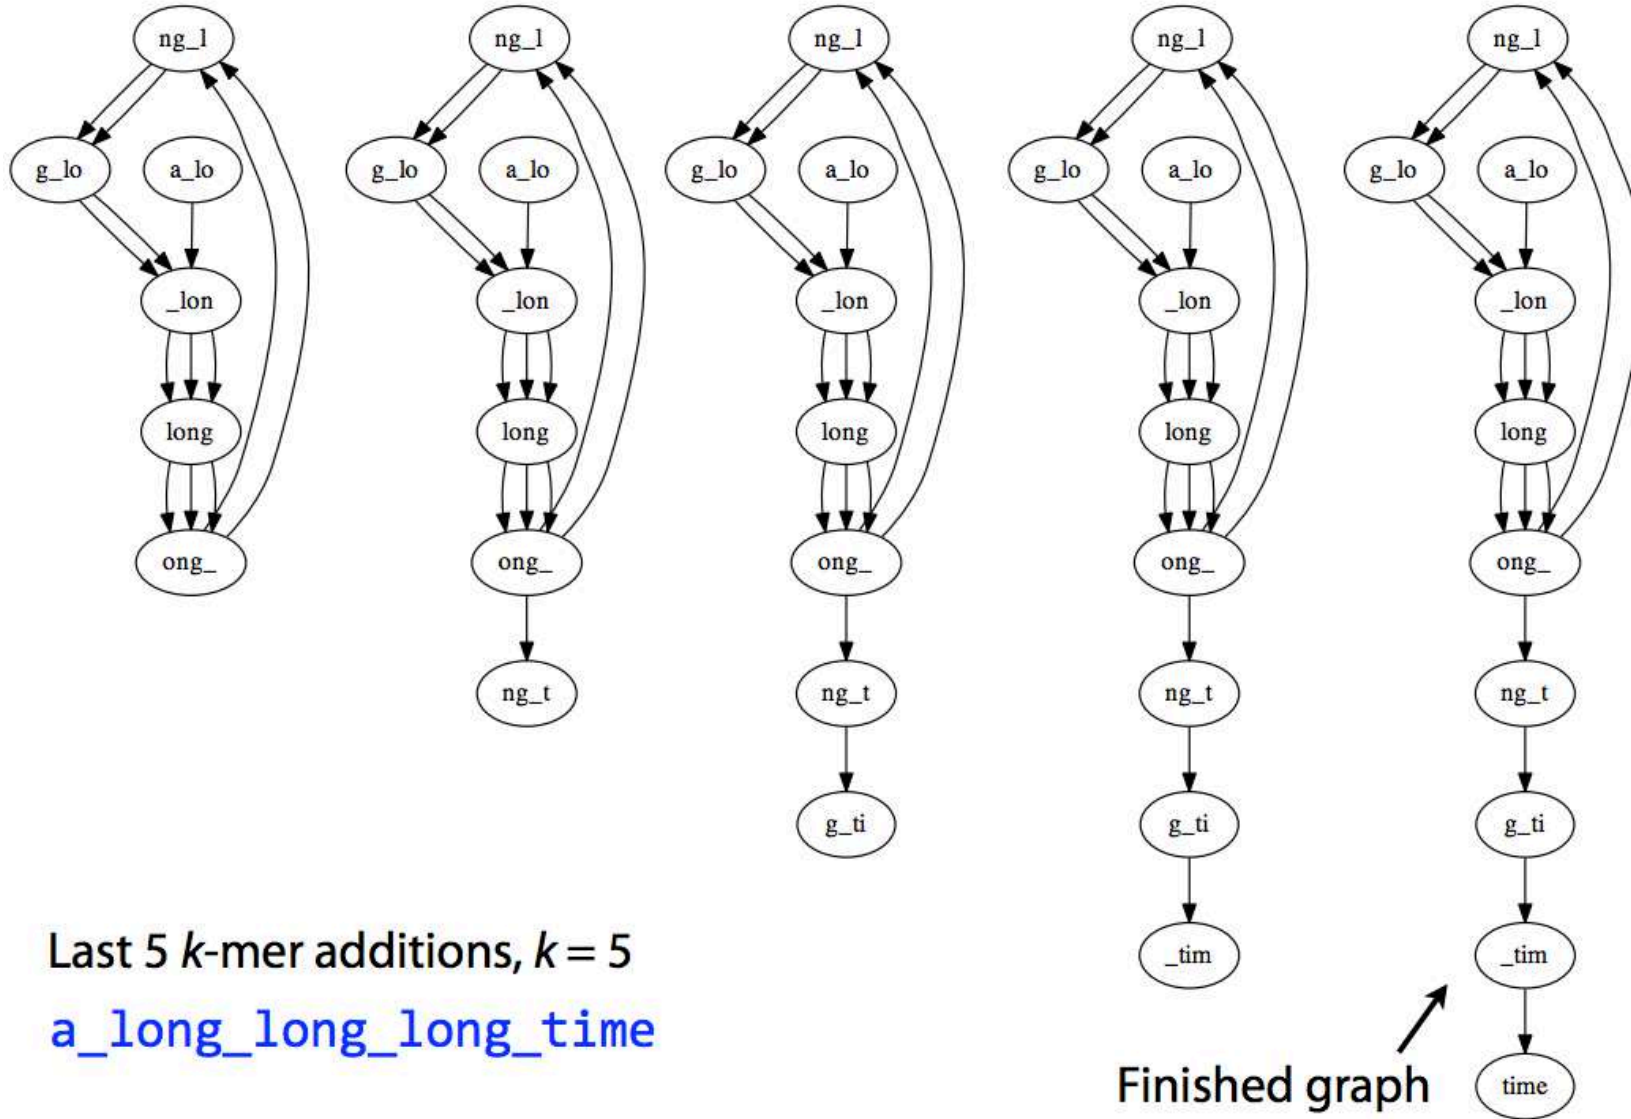 ng_l ng_l ng_l ng_l ng_l
g_lo a_lo g_lo a_lo g_lo a_lo g_lo a_lo g_lo a_lo
_lon _lon _lon _lon _lon
long long long long long
ong_ ong_ ong_ ong_ ong_
ng_t ng_t ng_t ng_t
g_ti g_ti g_ti
Last 5 k-mer additions, k = 5
_tim _tim
a_long_long_long_time
Finished graph
time